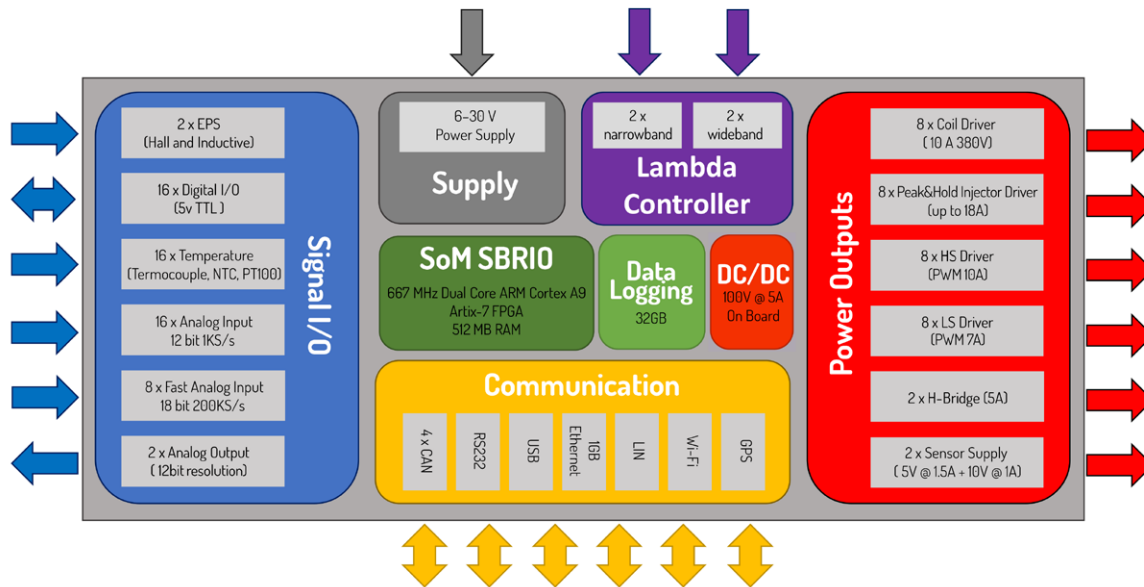 2 x EPS
(Hall and Inductive)
16 x Digital I/O
(5v TTL )
16 x Temperature
(Termocouple, NTC, PT100)
16 x Analog Input
12 bit 1KS/s
8 x Fast Analog Input
18 bit 200KS/s
2 x Analog Output
(12bit resolution)
Signal I/O
6-30 V
Power Supply
Supply
2 x
narrowband
2 x
wideband
Lambda
Controller
SoM SBRIO
667 MHz Dual Core ARM Cortex A9
Artix-7 FPGA
512 MB RAM
Data
Logging
32GB
DC/DC
100V @ 5A
On Board
Communication
4 x CAN
RS232
USB
1GB
Ethernet
LIN
Wi-Fi
GPS
Power Outputs
8 x Coil Driver
( 10 A 380V)
8 x Peak&Hold Injector Driver
(up to 18A)
8 x HS Driver
(PWM 10A)
8 x LS Driver
(PWM 7A)
2 x H-Bridge (5A)
2 x Sensor Supply
( 5V @ 1.5A + 10V @ 1A)